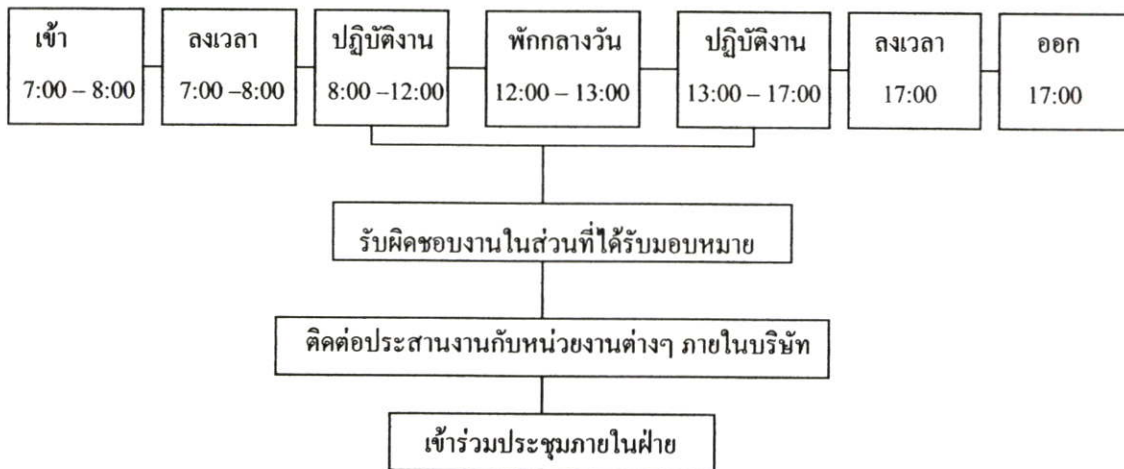 เข้า
7:00 – 8:00
ลงเวลา
7:00 –8:00
ปฏิบัติงาน
8:00 –12:00
พักกลางวัน
12:00 – 13:00
ปฏิบัติงาน
13:00 – 17:00
ลงเวลา
17:00
ออก
17:00
รับผิดชอบงานในส่วนที่ได้รับมอบหมาย
ติดต่อประสานงานกับหน่วยงานต่างๆ ภายในบริษัท
เข้าร่วมประชุมภายในฝ่าย